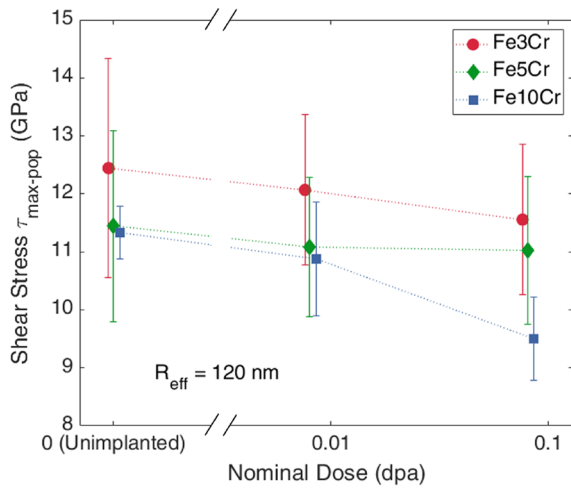 15
14
13
12
11
10
9
8
Shear Stress τmax-pop (GPa)
Fe3Cr
Fe5Cr
Fe10Cr
Reff = 120 nm
0 (Unimplanted)
0.01
0.1
Nominal Dose (dpa)